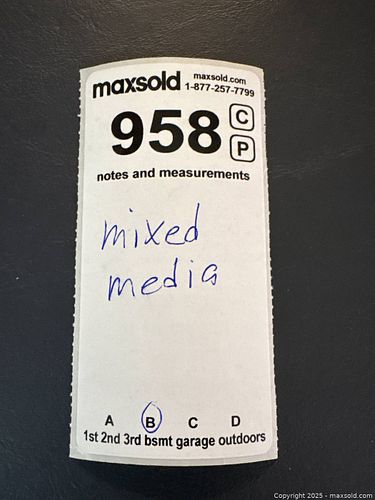 maxsold maxsold.com
1-877-257-7799
958 C
P
notes and measurements
mixed
media
A B C D
1st 2nd 3rd bsmt garage outdoors
Copyright 2025 - maxsold.com